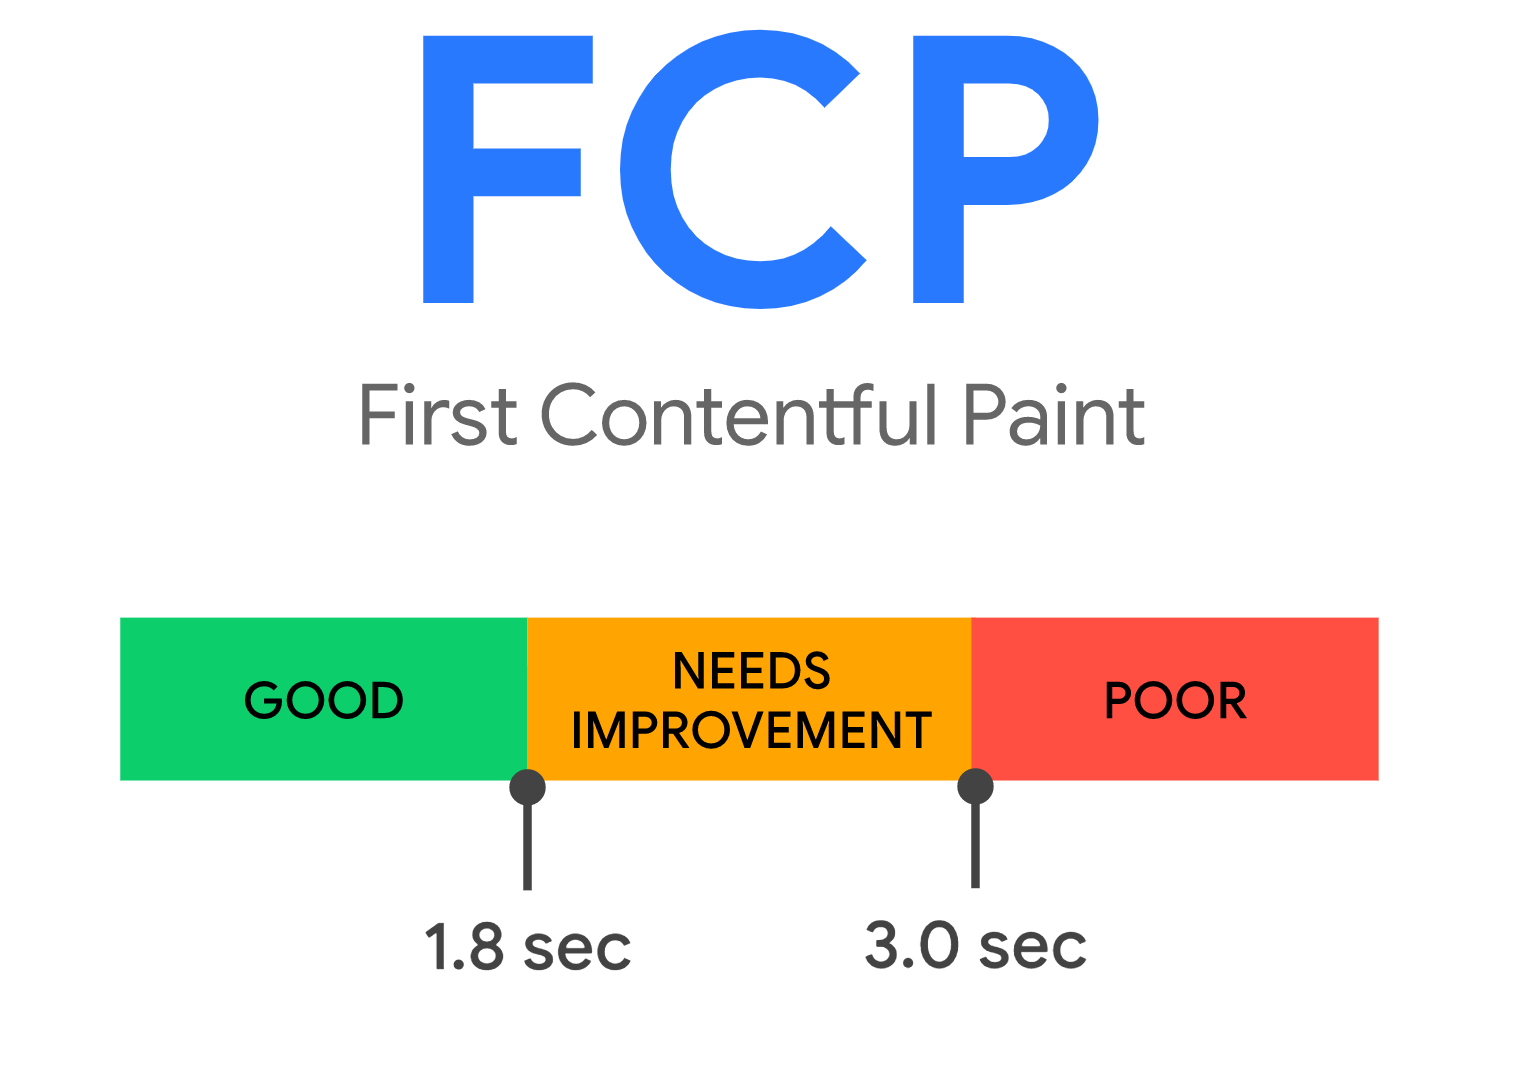 FCP
First Contentful Paint
GOOD
NEEDS
IMPROVEMENT
POOR
1.8 sec
3.0 sec